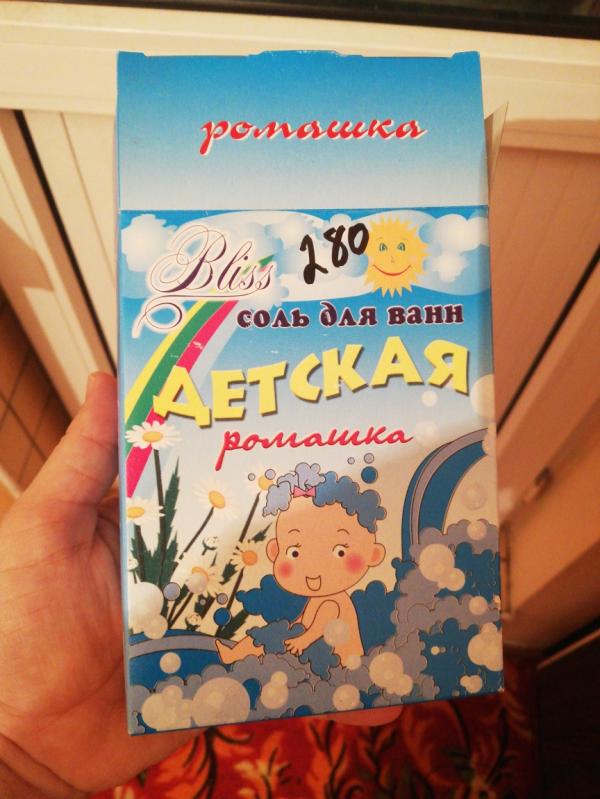 ромашка
Bliss 280
соль для ванн
ДЕТСКАЯ
ромашка